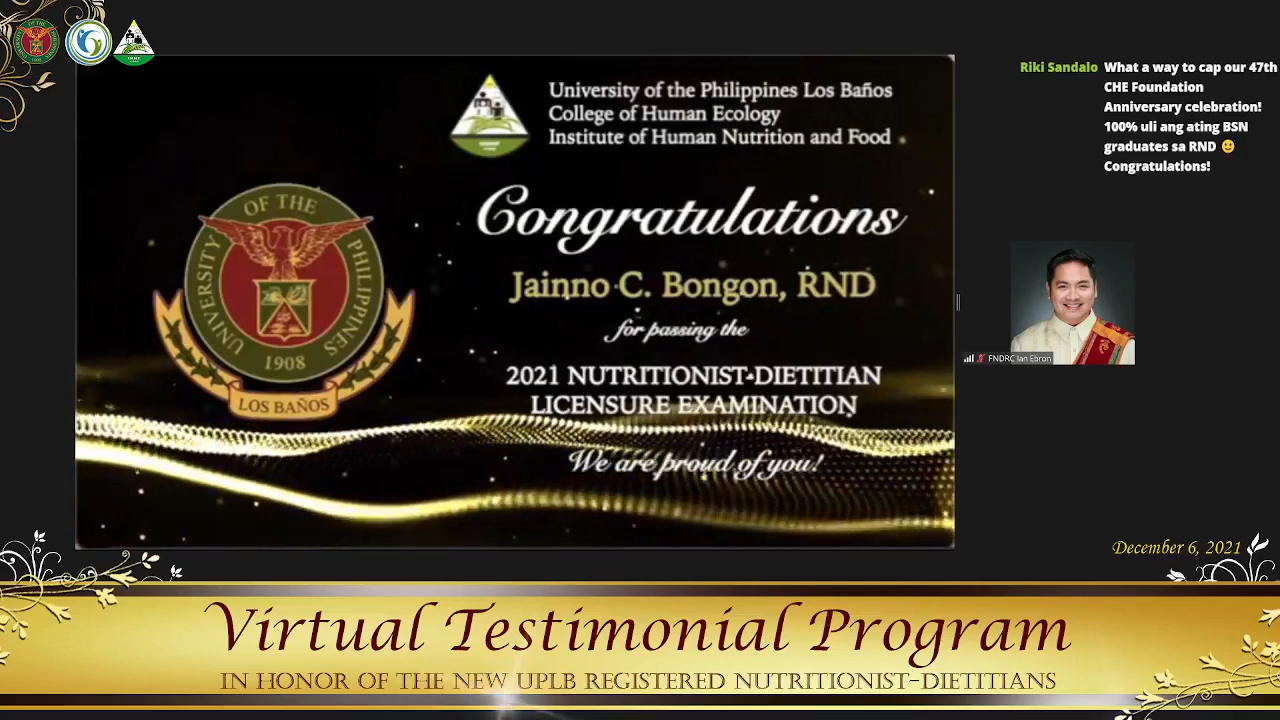 University of the Philippines Los Baños
College of Human Ecology
Institute of Human Nutrition and Food
Congratulations
Jainno C. Bongon, RND
for passing the
2021 NUTRITIONIST-DIETITIAN
LICENSURE EXAMINATION
We are proud of you!
UNIVERSITY OF THE PHILIPPINES
1908
LOS BAÑOS
Riki Sandalo What a way to cap our 47th
CHE Foundation
Anniversary celebration!
100% uli ang ating BSN
graduates sa RND 🙂
Congratulations!
FNDRC Ian Ebron
December 6, 2021
Virtual Testimonial Program
IN HONOR OF THE NEW UPLB REGISTERED NUTRITIONIST-DIETITIANS